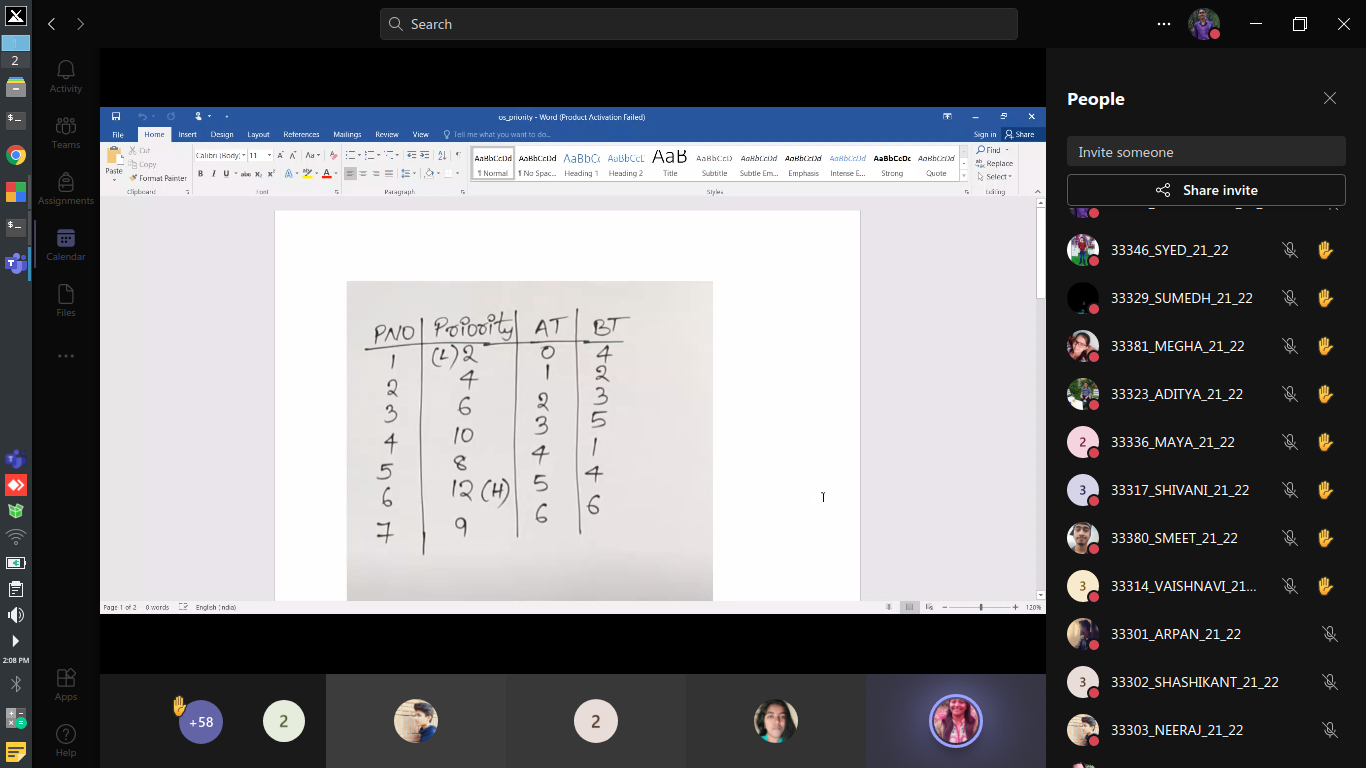 Search
2
Activity
Teams
Assignments
Calendar
Files
Apps
Help
2:08 PM
os_priority - Word (Product Activation Failed)
File Home Insert Design Layout References Mailings Review View Tell me what you want to do... Sign in Share
Paste
Cut
Copy
Format Painter
Clipboard
Calibri (Body) 11
Font
Paragraph
AaBbCcDd AaBbCcDd AaBbCc AaBbCcL AaB AaBbCcDd AaBbCcDd AaBbCcDd AaBbCcDd AaBbCcDc AaBbCcDd
¶ Normal ¶ No Spac... Heading 1 Heading 2 Title Subtitle Subtle Em... Emphasis Intense E... Strong Quote
Styles
Find
Replace
Select
Editing
PNO Priority AT BT
1 (L) 2 0 4
2 4 1 2
3 6 2 3
4 10 3 5
5 8 4 1
6 12 (H) 5 4
7 9 6 6
Page 1 of 2 0 words English (India) 120%
+58 2 2
People
Invite someone
Share invite
33346_SYED_21_22
33329_SUMEDH_21_22
33381_MEGHA_21_22
33323_ADITYA_21_22
2 33336_MAYA_21_22
3 33317_SHIVANI_21_22
33380_SMEET_21_22
3 33314_VAISHNAVI_21...
33301_ARPAN_21_22
3 33302_SHASHIKANT_21_22
33303_NEERAJ_21_22